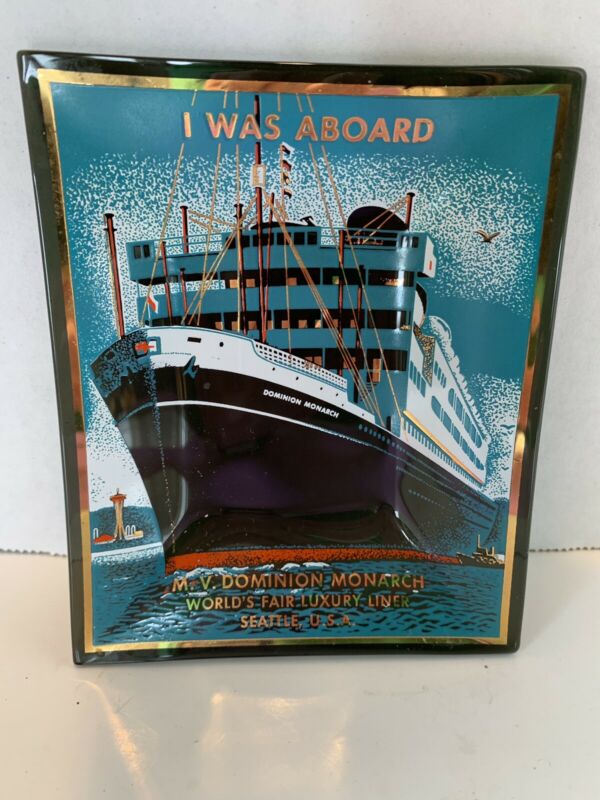 I WAS ABOARD
DOMINION MONARCH
M.V. DOMINION MONARCH
WORLD'S FAIR LUXURY LINER
SEATTLE, U.S.A.